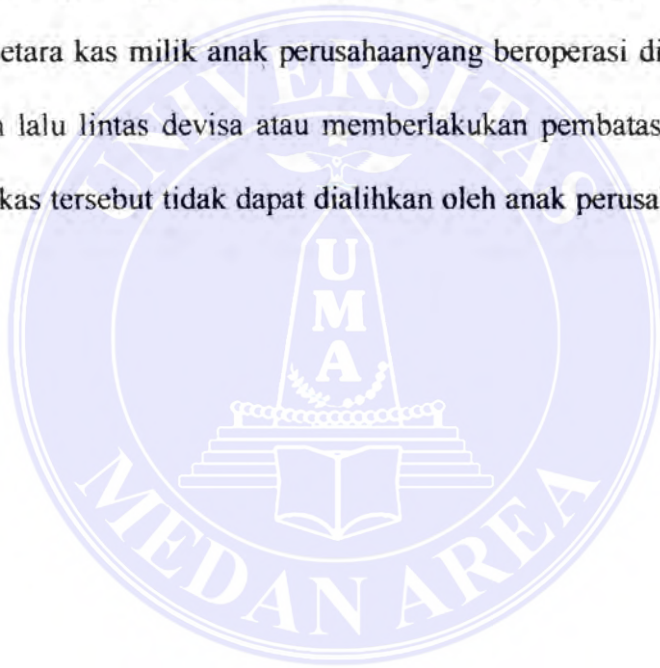 etara kas milik anak perusahaanyang beroperasi di
lalu lintas devisa atau memberlakukan pembatas
kas tersebut tidak dapat dialihkan oleh anak perusa
UNIVERSITAS
UMA
MEDAN AREA